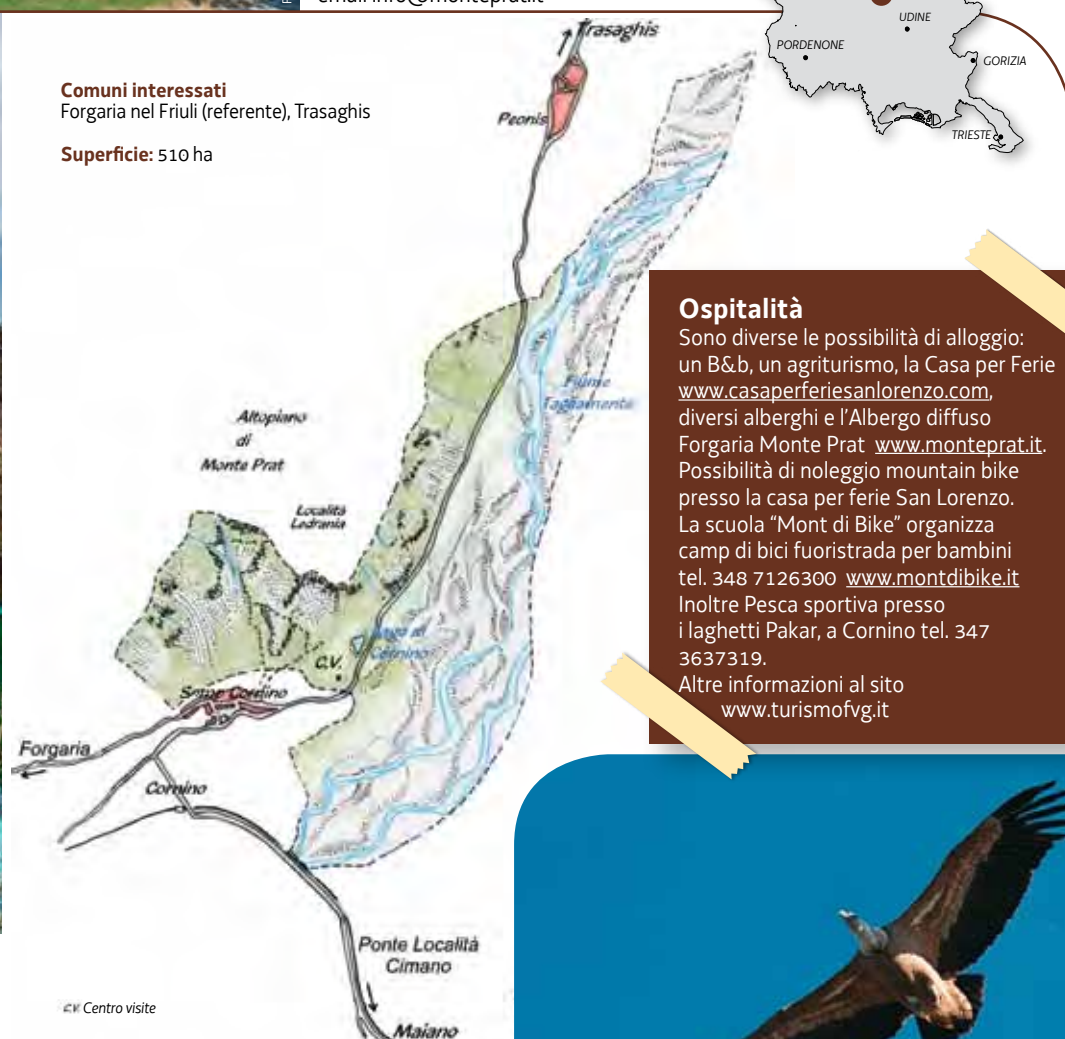 email info@monteprat.it
UDINE
PORDENONE
GORIZIA
TRIESTE
Comuni interessati
Forgaria nel Friuli (referente), Trasaghis
Superficie: 510 ha
Trasaghis
Peonis
Fiume
Tagliamento
Altopiano
di
Monte Prat
Località
Ledrania
Lago di
Cornino
C.V.
Somp Cornino
Forgaria
Cornino
Ponte Località
Cimano
Maiano
C.V. Centro visite
Ospitalità
Sono diverse le possibilità di alloggio:
un B&b, un agriturismo, la Casa per Ferie
www.casaperferiesanlorenzo.com,
diversi alberghi e l’Albergo diffuso
Forgaria Monte Prat www.monteprat.it.
Possibilità di noleggio mountain bike
presso la casa per ferie San Lorenzo.
La scuola “Mont di Bike” organizza
camp di bici fuoristrada per bambini
tel. 348 7126300 www.montdibike.it
Inoltre Pesca sportiva presso
i laghetti Pakar, a Cornino tel. 347
3637319.
Altre informazioni al sito
www.turismofvg.it